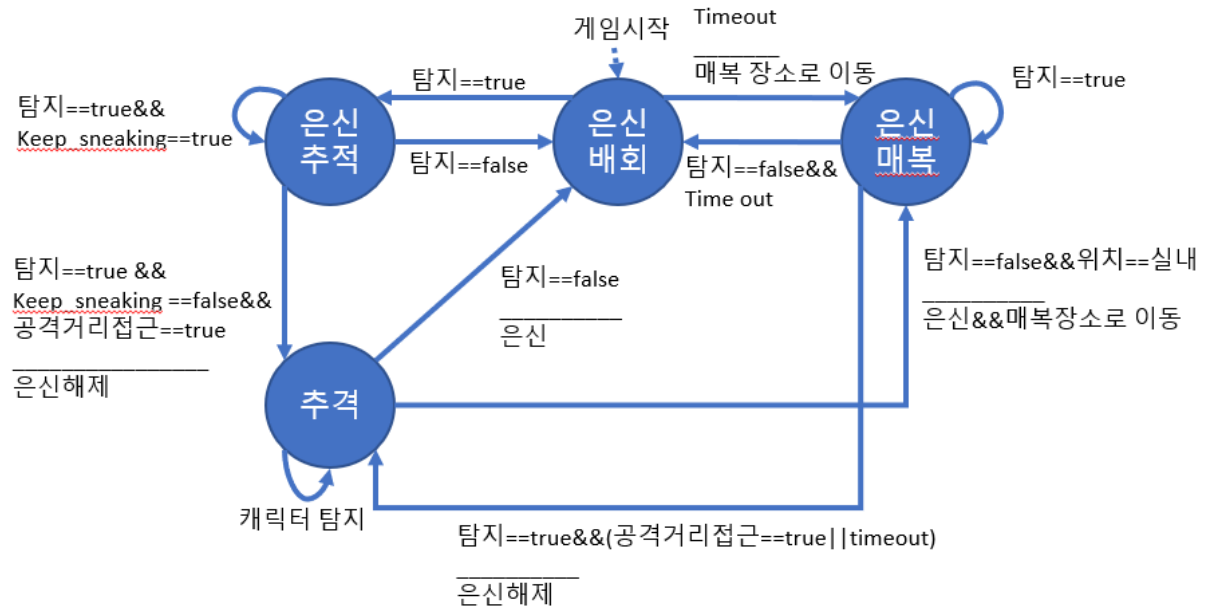 게임시작
Timeout
________
매복 장소로 이동
탐지==true
탐지==true
탐지==true&&
Keep_sneaking==true
은신
추적
은신
배회
은신
매복
탐지==false
탐지==false&&
Time out
탐지==true &&
Keep_sneaking ==false&&
공격거리접근==true
________________
은신해제
탐지==false
__________
은신
탐지==false&&위치==실내
__________
은신&&매복장소로 이동
추격
캐릭터 탐지
탐지==true&&(공격거리접근==true||timeout)
__________
은신해제